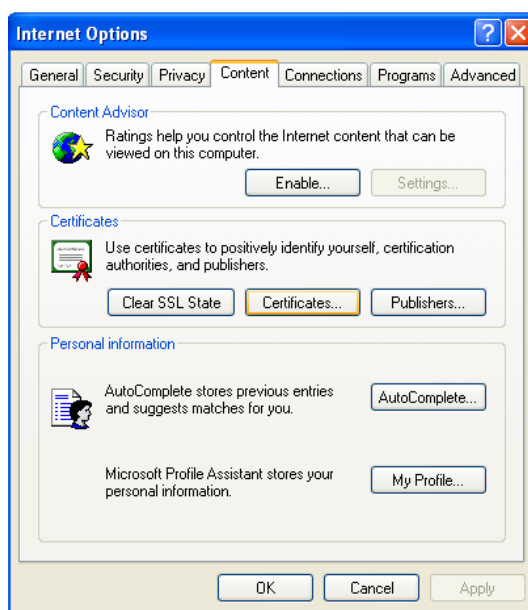 Internet Options
General Security Privacy Content Connections Programs Advanced
Content Advisor
Ratings help you control the Internet content that can be
viewed on this computer.
Enable... Settings...
Certificates
Use certificates to positively identify yourself, certification
authorities, and publishers.
Clear SSL State Certificates... Publishers...
Personal information
AutoComplete stores previous entries
and suggests matches for you.
AutoComplete...
Microsoft Profile Assistant stores your
personal information.
My Profile...
OK Cancel Apply